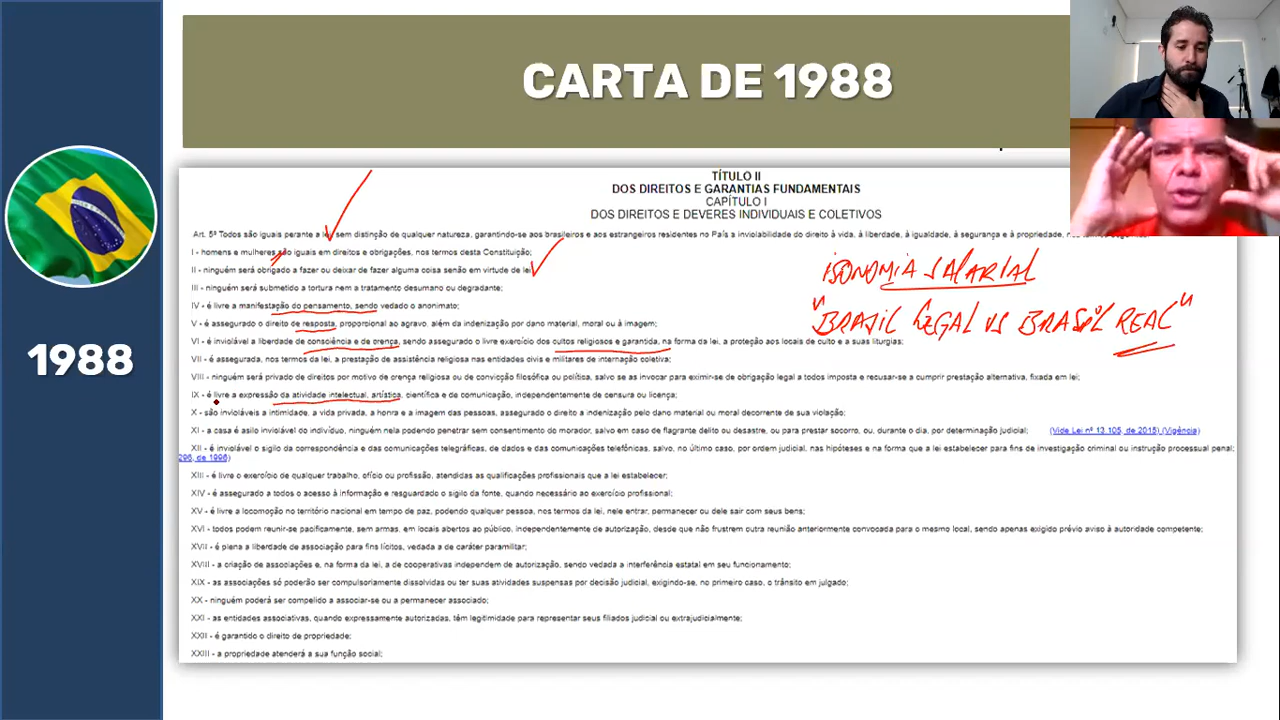 CARTA DE 1988
1988
TÍTULO II
DOS DIREITOS E GARANTIAS FUNDAMENTAIS
CAPÍTULO I
DOS DIREITOS E DEVERES INDIVIDUAIS E COLETIVOS
Art. 5º Todos são iguais perante a lei, sem distinção de qualquer natureza, garantindo-se aos brasileiros e aos estrangeiros residentes no País a inviolabilidade do direito à vida, à liberdade, à igualdade, à segurança e à propriedade,
I - homens e mulheres são iguais em direitos e obrigações, nos termos desta Constituição;
II - ninguém será obrigado a fazer ou deixar de fazer alguma coisa senão em virtude de lei
ISONOMIA SALARIAL
III - ninguém será submetido a tortura nem a tratamento desumano ou degradante;
IV - é livre a manifestação do pensamento, sendo vedado o anonimato;
"BRASIL LEGAL VS BRASIL REAL"
V - é assegurado o direito de resposta, proporcional ao agravo, além da indenização por dano material, moral ou à imagem;
VI - é inviolável a liberdade de consciência e de crença, sendo assegurado o livre exercício dos cultos religiosos e garantida, na forma da lei, a proteção aos locais de culto e a suas liturgias;
VII - é assegurada, nos termos da lei, a prestação de assistência religiosa nas entidades civis e militares de internação coletiva;
VIII - ninguém será privado de direitos por motivo de crença religiosa ou de convicção filosófica ou política, salvo se as invocar para eximir-se de obrigação legal a todos imposta e recusar-se a cumprir prestação alternativa, fixada em lei;
IX - é livre a expressão da atividade intelectual, artística, científica e de comunicação, independentemente de censura ou licença;
X - são invioláveis a intimidade, a vida privada, a honra e a imagem das pessoas, assegurado o direito a indenização pelo dano material ou moral decorrente de sua violação;
XI - a casa é asilo inviolável do indivíduo, ninguém nela podendo penetrar sem consentimento do morador, salvo em caso de flagrante delito ou desastre, ou para prestar socorro, ou, durante o dia, por determinação judicial; (Vide Lei nº 13.105, de 2015) (Vigência)
XII - é inviolável o sigilo da correspondência e das comunicações telegráficas, de dados e das comunicações telefônicas, salvo, no último caso, por ordem judicial, nas hipóteses e na forma que a lei estabelecer para fins de investigação criminal ou instrução processual penal;
296, de 1996)
XIII - é livre o exercício de qualquer trabalho, ofício ou profissão, atendidas as qualificações profissionais que a lei estabelecer;
XIV - é assegurado a todos o acesso à informação e resguardado o sigilo da fonte, quando necessário ao exercício profissional;
XV - é livre a locomoção no território nacional em tempo de paz, podendo qualquer pessoa, nos termos da lei, nele entrar, permanecer ou dele sair com seus bens;
XVI - todos podem reunir-se pacificamente, sem armas, em locais abertos ao público, independentemente de autorização, desde que não frustrem outra reunião anteriormente convocada para o mesmo local, sendo apenas exigido prévio aviso à autoridade competente;
XVII - é plena a liberdade de associação para fins lícitos, vedada a de caráter paramilitar;
XVIII - a criação de associações e, na forma da lei, a de cooperativas independem de autorização, sendo vedada a interferência estatal em seu funcionamento;
XIX - as associações só poderão ser compulsoriamente dissolvidas ou ter suas atividades suspensas por decisão judicial, exigindo-se, no primeiro caso, o trânsito em julgado;
XX - ninguém poderá ser compelido a associar-se ou a permanecer associado;
XXI - as entidades associativas, quando expressamente autorizadas, têm legitimidade para representar seus filiados judicial ou extrajudicialmente;
XXII - é garantido o direito de propriedade;
XXIII - a propriedade atenderá a sua função social;